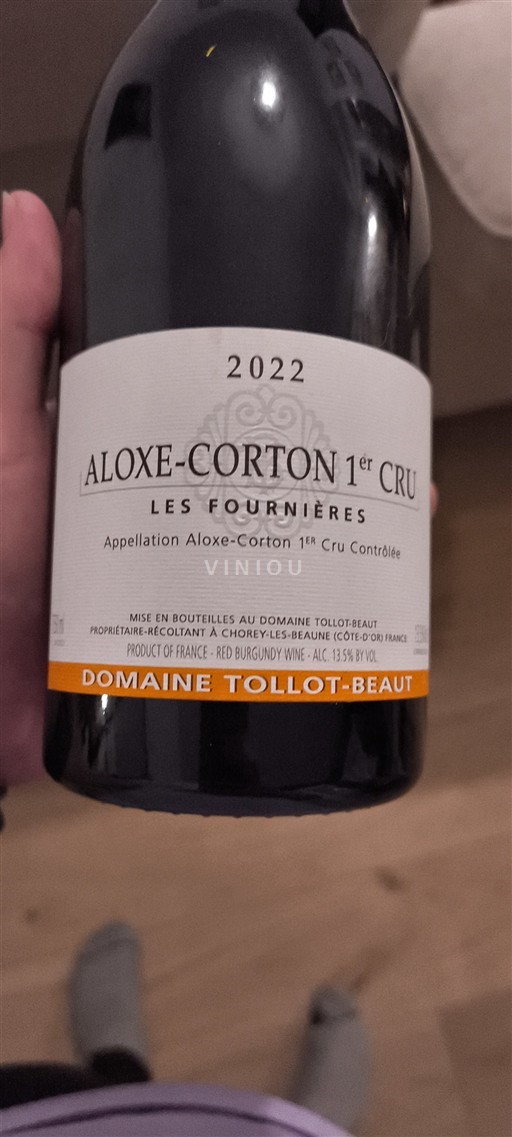 2022
ALOXE-CORTON 1er CRU
LES FOURNIÈRES
Appellation Aloxe-Corton 1ER Cru Contrôlée
VINIOU
MISE EN BOUTEILLES AU DOMAINE TOLLOT-BEAUT
PROPRIÉTAIRE-RÉCOLTANT À CHOREY-LES-BEAUNE (CÔTE-D'OR) FRANCE
PRODUCT OF FRANCE - RED BURGUNDY WINE - ALC. 13.5% BY VOL.
DOMAINE TOLLOT-BEAUT